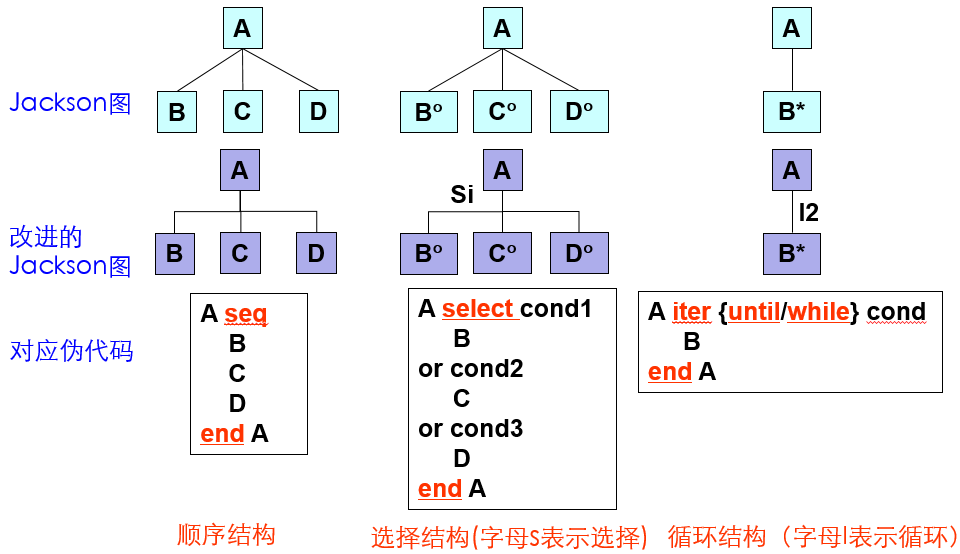 A A A
Jackson图 B C D Bº Cº Dº B*
A A A
Si I2
改进的
Jackson图 B C D Bº Cº Dº B*
对应伪代码
A seq
B
C
D
end A
A select cond1
B
or cond2
C
or cond3
D
end A
A iter {until/while} cond
B
end A
顺序结构 选择结构(字母S表示选择) 循环结构（字母I表示循环）